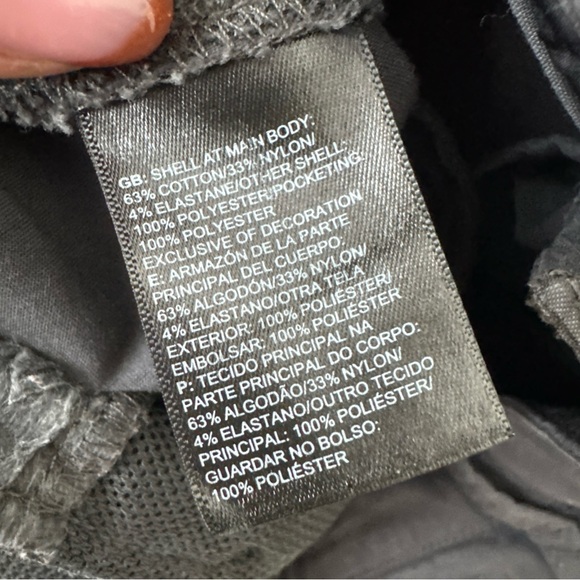 GB: SHELL AT MAIN BODY:
63% COTTON/33% NYLON/
4% ELASTANE/OTHER SHELL:
100% POLYESTER/POCKETING:
100% POLYESTER
EXCLUSIVE OF DECORATION
E: ARMAZÓN DE LA PARTE
PRINCIPAL DEL CUERPO:
63% ALGODÓN/33% NYLON/
4% ELASTANO/OTRA TELA
EXTERIOR: 100% POLIÉSTER/
EMBOLSAR: 100% POLIÉSTER
P: TECIDO PRINCIPAL NA
PARTE PRINCIPAL DO CORPO:
63% ALGODÃO/33% NYLON/
4% ELASTANO/OUTRO TECIDO
PRINCIPAL: 100% POLIÉSTER/
GUARDAR NO BOLSO:
100% POLIÉSTER